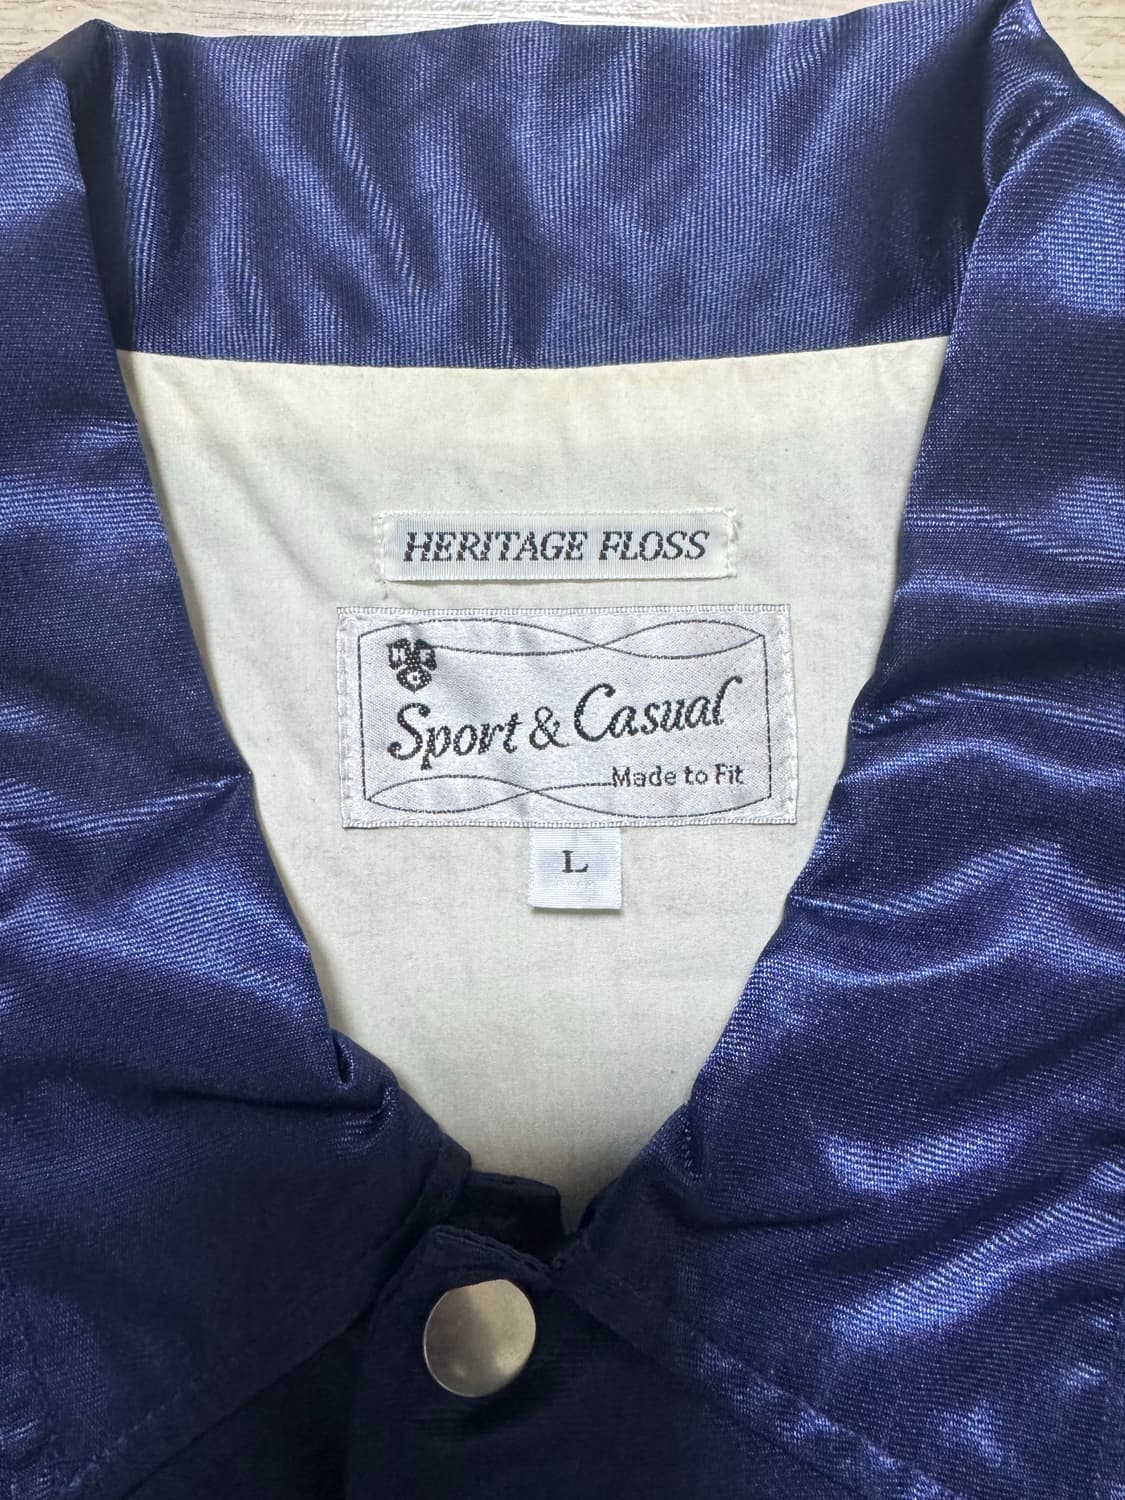 HERITAGE FLOSS
H F
C
Sport & Casual
Made to Fit
L